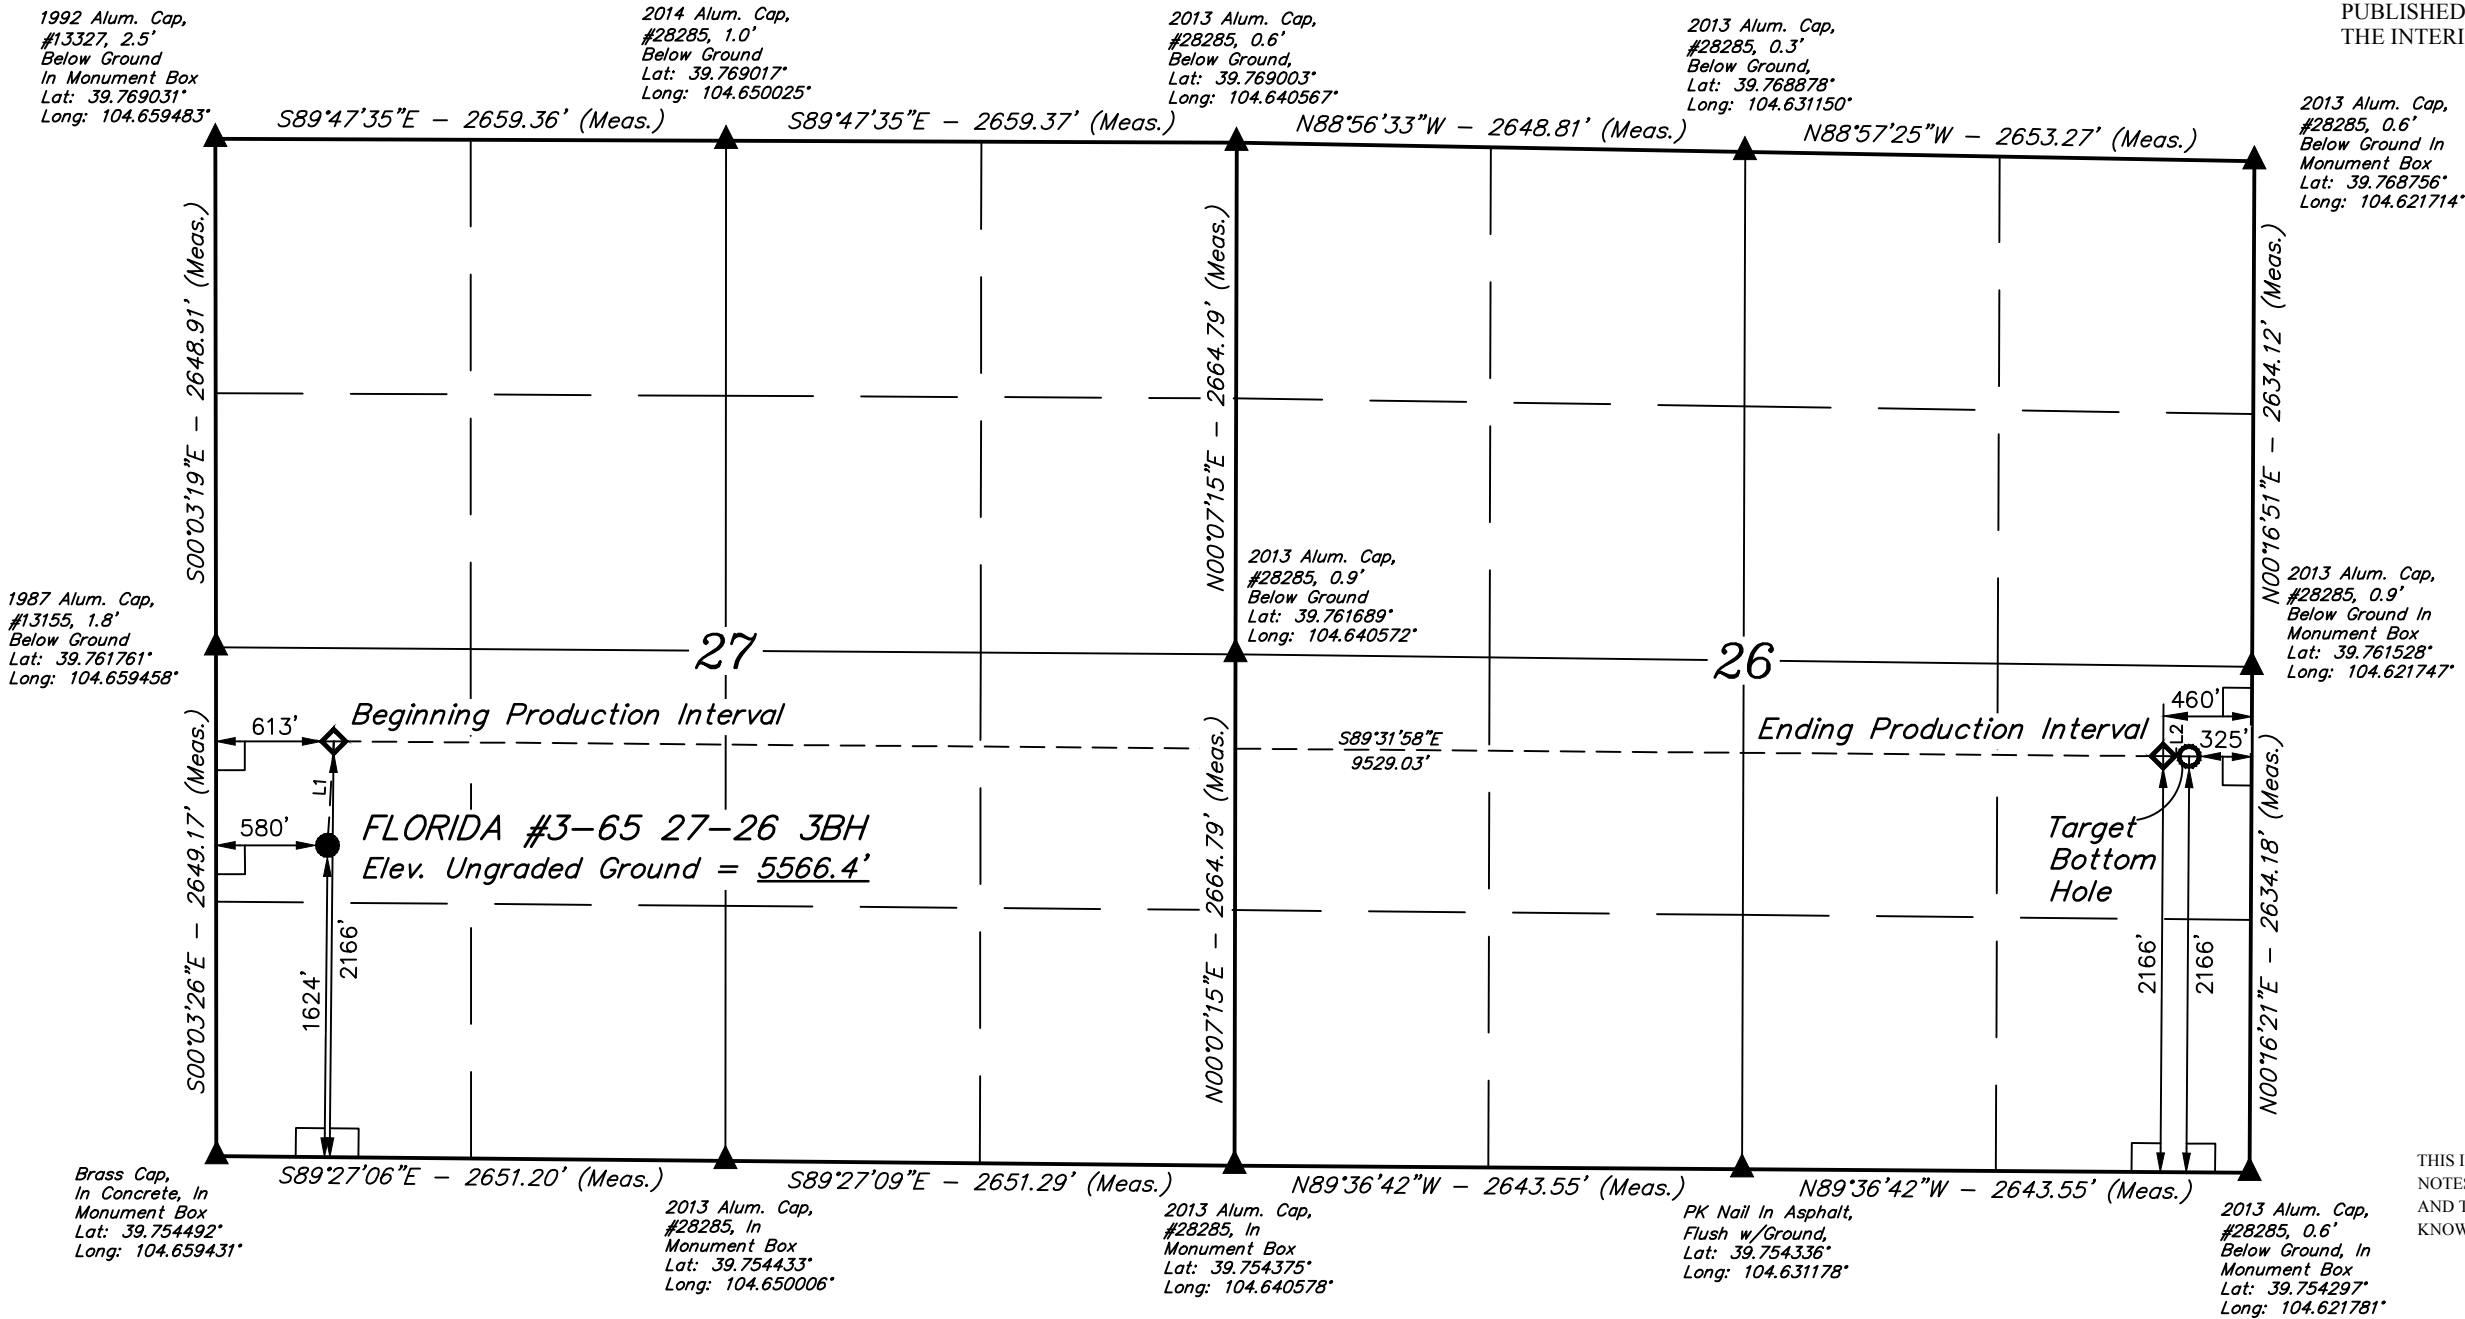 1992 Alum. Cap,
#13327, 2.5'
Below Ground
In Monument Box
Lat: 39.769031°
Long: 104.659483°
2014 Alum. Cap,
#28285, 1.0'
Below Ground
Lat: 39.769017°
Long: 104.650025°
2013 Alum. Cap,
#28285, 0.6'
Below Ground,
Lat: 39.769003°
Long: 104.640567°
2013 Alum. Cap,
#28285, 0.3'
Below Ground,
Lat: 39.768878°
Long: 104.631150°
PUBLISHED
THE INTERI
2013 Alum. Cap,
#28285, 0.6'
Below Ground In
Monument Box
Lat: 39.768756°
Long: 104.621714°
S89°47'35"E - 2659.36' (Meas.)
S89°47'35"E - 2659.37' (Meas.)
N88°56'33"W - 2648.81' (Meas.)
N88°57'25"W - 2653.27' (Meas.)
S00°03'19"E - 2648.91' (Meas.)
N00°07'15"E - 2664.79' (Meas.)
N00°16'51"E - 2634.12' (Meas.)
1987 Alum. Cap,
#13155, 1.8'
Below Ground
Lat: 39.761761°
Long: 104.659458°
2013 Alum. Cap,
#28285, 0.9'
Below Ground
Lat: 39.761689°
Long: 104.640572°
2013 Alum. Cap,
#28285, 0.9'
Below Ground In
Monument Box
Lat: 39.761528°
Long: 104.621747°
27
26
613'
Beginning Production Interval
S89°31'58"E
9529.03'
Ending Production Interval
460'
L2
325'
L1
580'
FLORIDA #3-65 27-26 3BH
Elev. Ungraded Ground = 5566.4'
Target
Bottom
Hole
S00°03'26"E - 2649.17' (Meas.)
1624'
2166'
N00°07'15"E - 2664.79' (Meas.)
2166'
2166'
N00°16'21"E - 2634.18' (Meas.)
S89°27'06"E - 2651.20' (Meas.)
S89°27'09"E - 2651.29' (Meas.)
N89°36'42"W - 2643.55' (Meas.)
N89°36'42"W - 2643.55' (Meas.)
Brass Cap,
In Concrete, In
Monument Box
Lat: 39.754492°
Long: 104.659431°
2013 Alum. Cap,
#28285, In
Monument Box
Lat: 39.754433°
Long: 104.650006°
2013 Alum. Cap,
#28285, In
Monument Box
Lat: 39.754375°
Long: 104.640578°
PK Nail In Asphalt,
Flush w/Ground,
Lat: 39.754336°
Long: 104.631178°
2013 Alum. Cap,
#28285, 0.6'
Below Ground, In
Monument Box
Lat: 39.754297°
Long: 104.621781°
THIS I
NOTES
AND T
KNOW